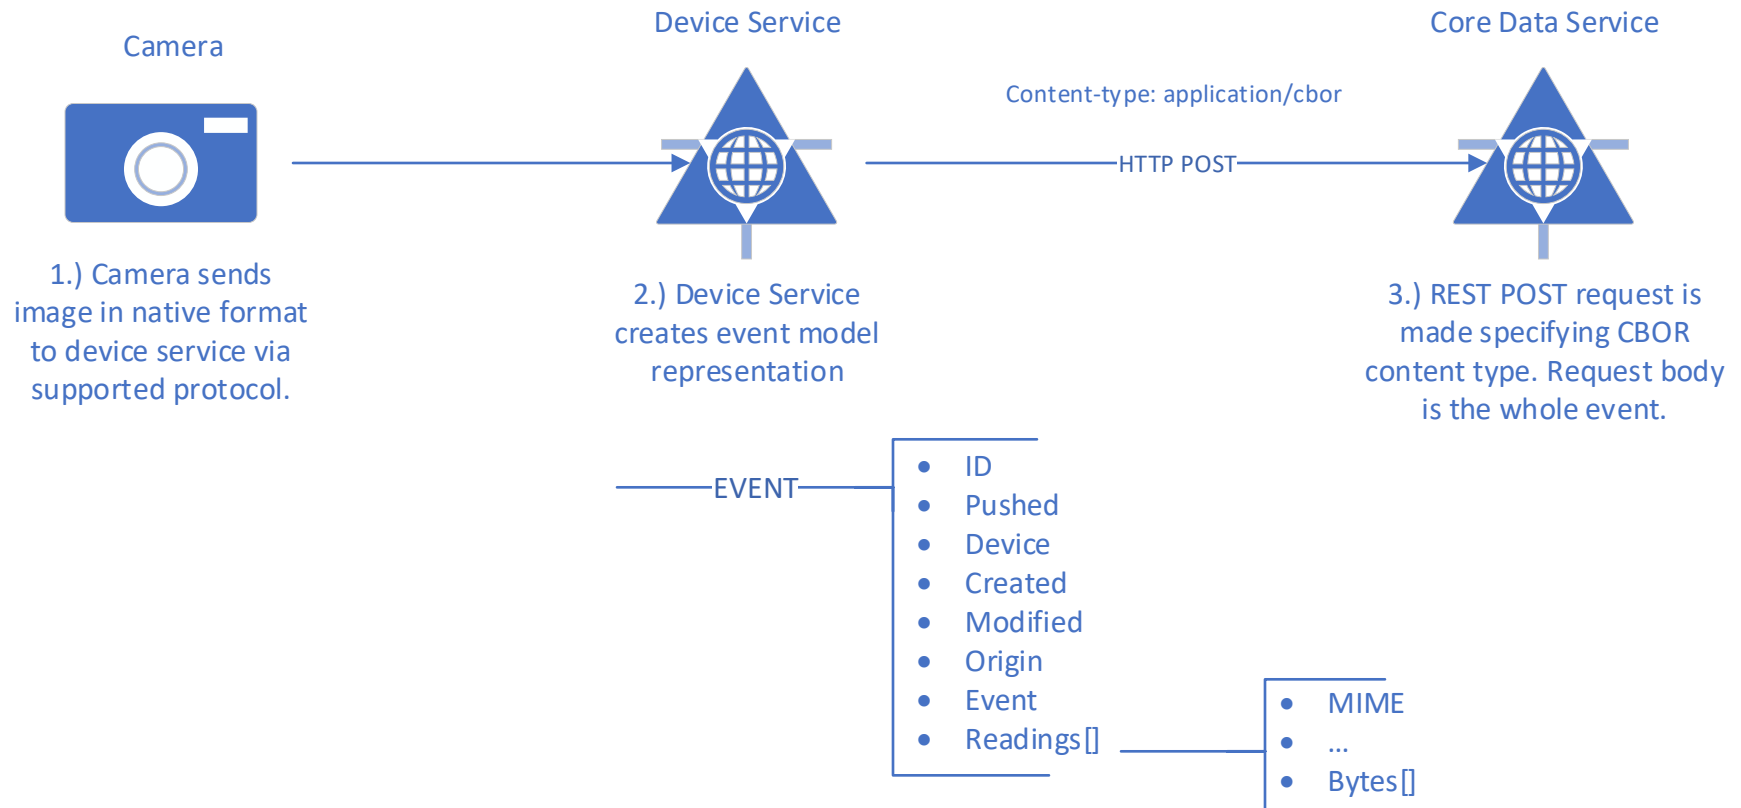 Camera
Device Service
Core Data Service
Content-type: application/cbor
HTTP POST
1.) Camera sends
image in native format
to device service via
supported protocol.
2.) Device Service
creates event model
representation
3.) REST POST request is
made specifying CBOR
content type. Request body
is the whole event.
EVENT
• ID
• Pushed
• Device
• Created
• Modified
• Origin
• Event
• Readings[]
• MIME
• ...
• Bytes[]